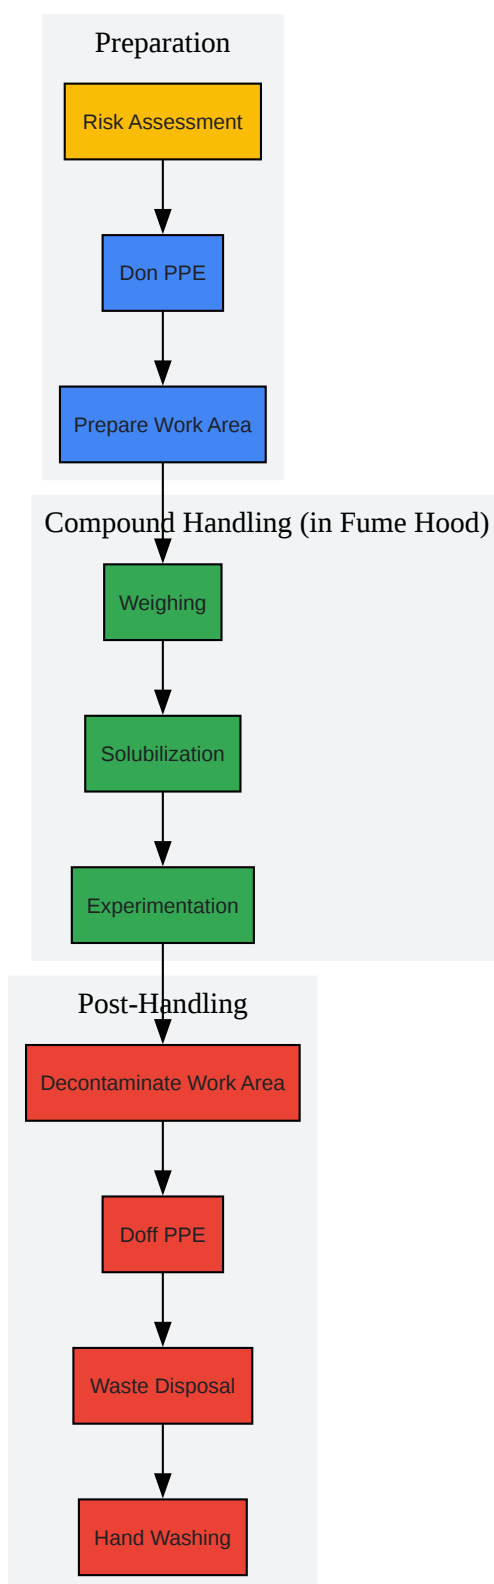 Preparation
Risk Assessment
Don PPE
Prepare Work Area
Compound Handling (in Fume Hood)
Weighing
Solubilization
Experimentation
Post-Handling
Decontaminate Work Area
Doff PPE
Waste Disposal
Hand Washing